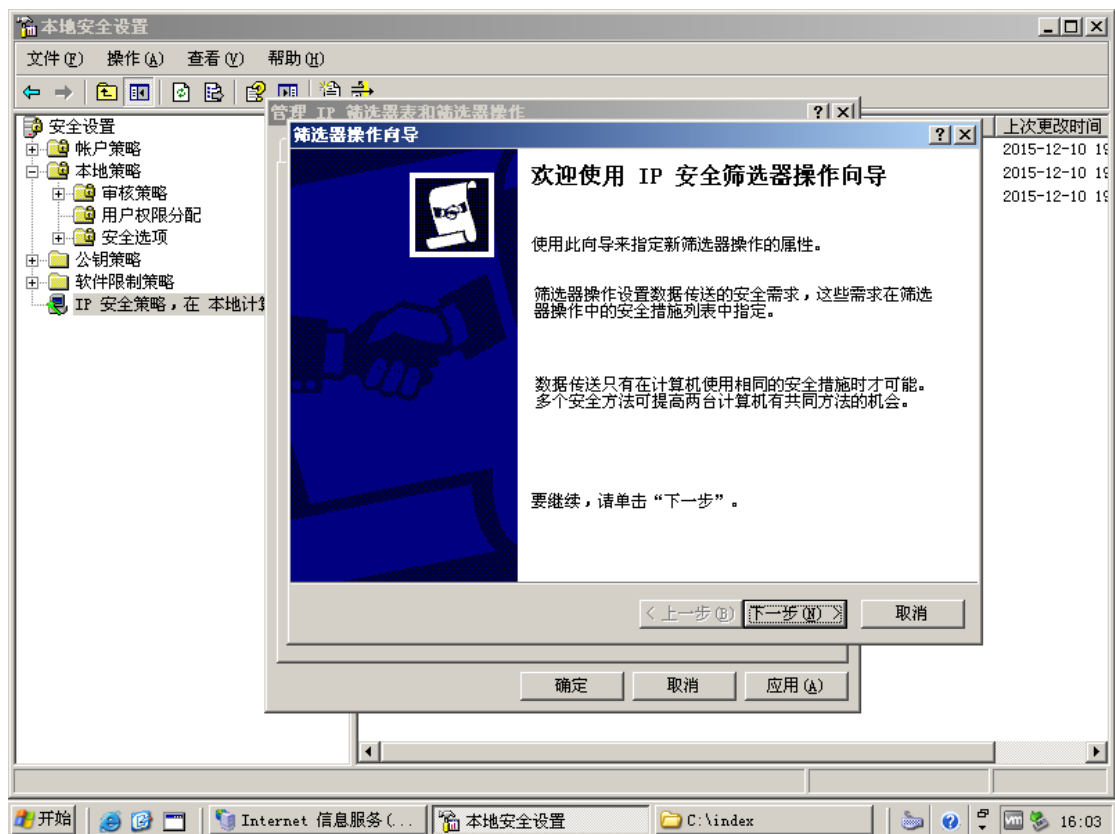 本地安全设置
文件(F) 操作(A) 查看(V) 帮助(H)
管理 IP 筛选器表和筛选器操作
筛选器操作向导
安全设置
帐户策略
本地策略
审核策略
用户权限分配
安全选项
公钥策略
软件限制策略
IP 安全策略，在 本地计
上次更改时间
2015-12-10 19
2015-12-10 19
2015-12-10 19
欢迎使用 IP 安全筛选器操作向导
使用此向导来指定新筛选器操作的属性。
筛选器操作设置数据传送的安全需求，这些需求在筛选
器操作中的安全措施列表中指定。
数据传送只有在计算机使用相同的安全措施时才可能。
多个安全方法可提高两台计算机有共同方法的机会。
要继续，请单击“下一步”。
< 上一步(B) 下一步(N) > 取消
确定 取消 应用(A)
开始 Internet 信息服务(... 本地安全设置 C:\index 16:03